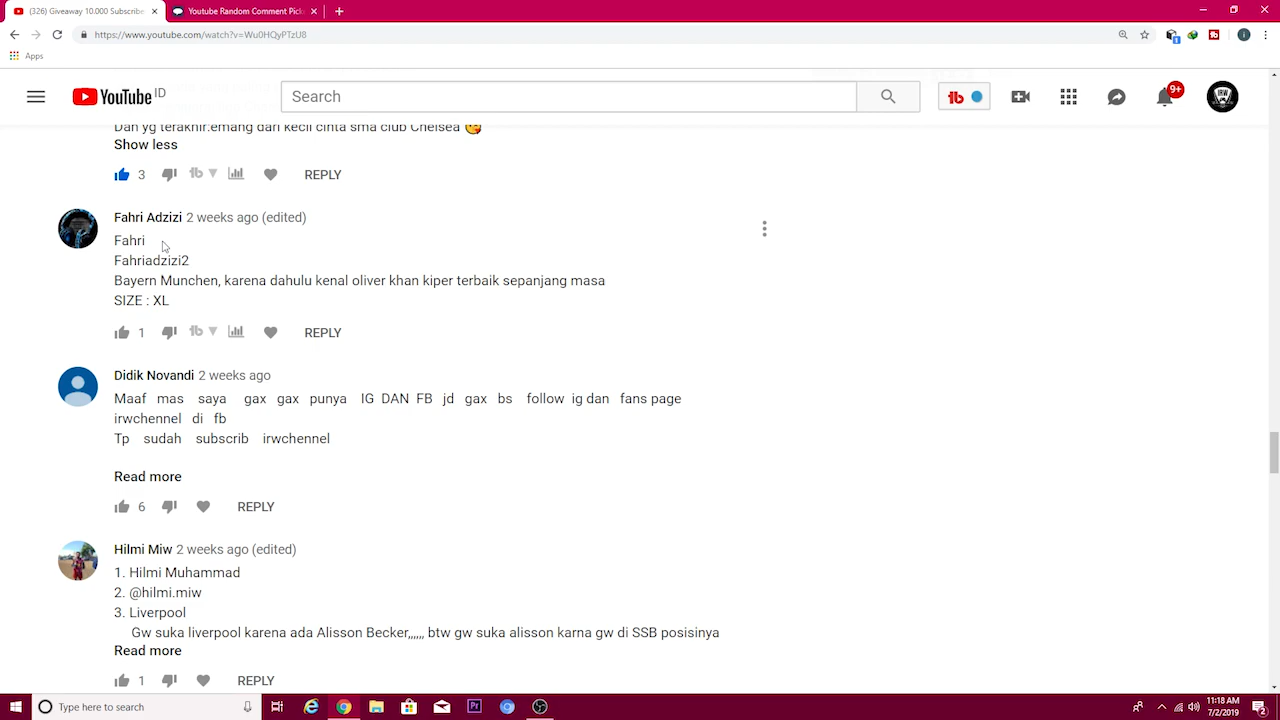 (326) Giveaway 10.000 Subscribe
Youtube Random Comment Pick
https://www.youtube.com/watch?v=Wu0HQyPTzU8
Apps
YouTube ID
Search
9+
Dan yg terakhir.emang dari kecil cinta sma club Chelsea
Show less
3 REPLY
Fahri Adzizi 2 weeks ago (edited)
Fahri
Fahriadzizi2
Bayern Munchen, karena dahulu kenal oliver khan kiper terbaik sepanjang masa
SIZE : XL
1 REPLY
Didik Novandi 2 weeks ago
Maaf mas saya gax gax punya IG DAN FB jd gax bs follow ig dan fans page
irwchennel di fb
Tp sudah subscrib irwchennel
Read more
6 REPLY
Hilmi Miw 2 weeks ago (edited)
1. Hilmi Muhammad
2. @hilmi.miw
3. Liverpool
Gw suka liverpool karena ada Alisson Becker,,,,,, btw gw suka alisson karna gw di SSB posisinya
Read more
1 REPLY
Type here to search
11:18 AM
7/2/2019